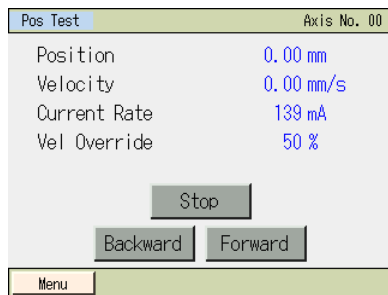 Pos Test Axis No. 00
Position 0.00 mm
Velocity 0.00 mm/s
Current Rate 139 mA
Vel Override 50 %
Stop
Backward Forward
Menu